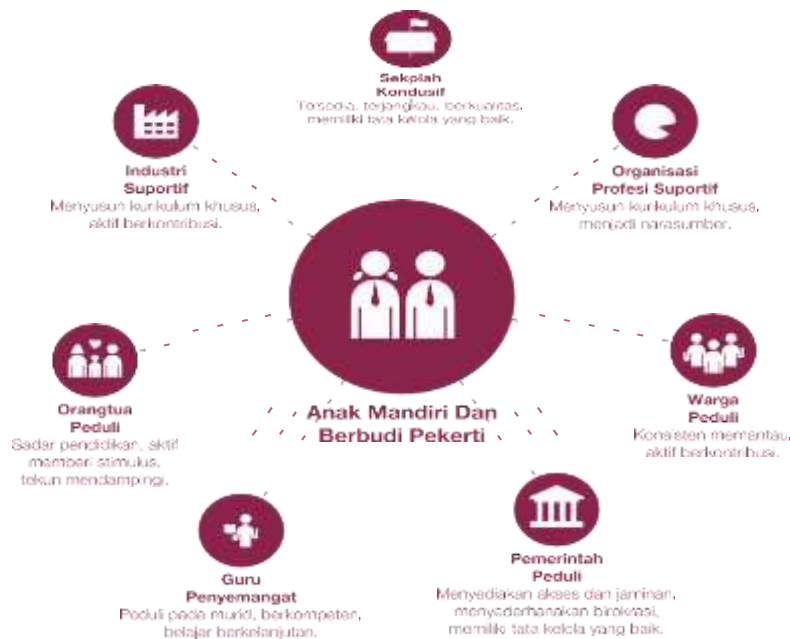 Sekolah
Kondusif
Tersedia, terjangkau, berkualitas,
memiliki tata kelola yang baik.
Industri
Suportif
Menyusun kurikulum khusus,
aktif berkontribusi.
Organisasi
Profesi Suportif
Menyusun kurikulum khusus,
menjadi narasumber.
Anak Mandiri Dan
Berbudi Pekerti
Orangtua
Peduli
Sadar pendidikan, aktif
memberi stimulus,
tekun mendampingi.
Warga
Peduli
Konsisten memantau,
aktif berkontribusi.
Guru
Penyemangat
Peduli pada murid, berkompeten,
belajar berkelanjutan.
Pemerintah
Peduli
Menyediakan akses dan jaminan,
menyederhanakan birokrasi,
memiliki tata kelola yang baik.